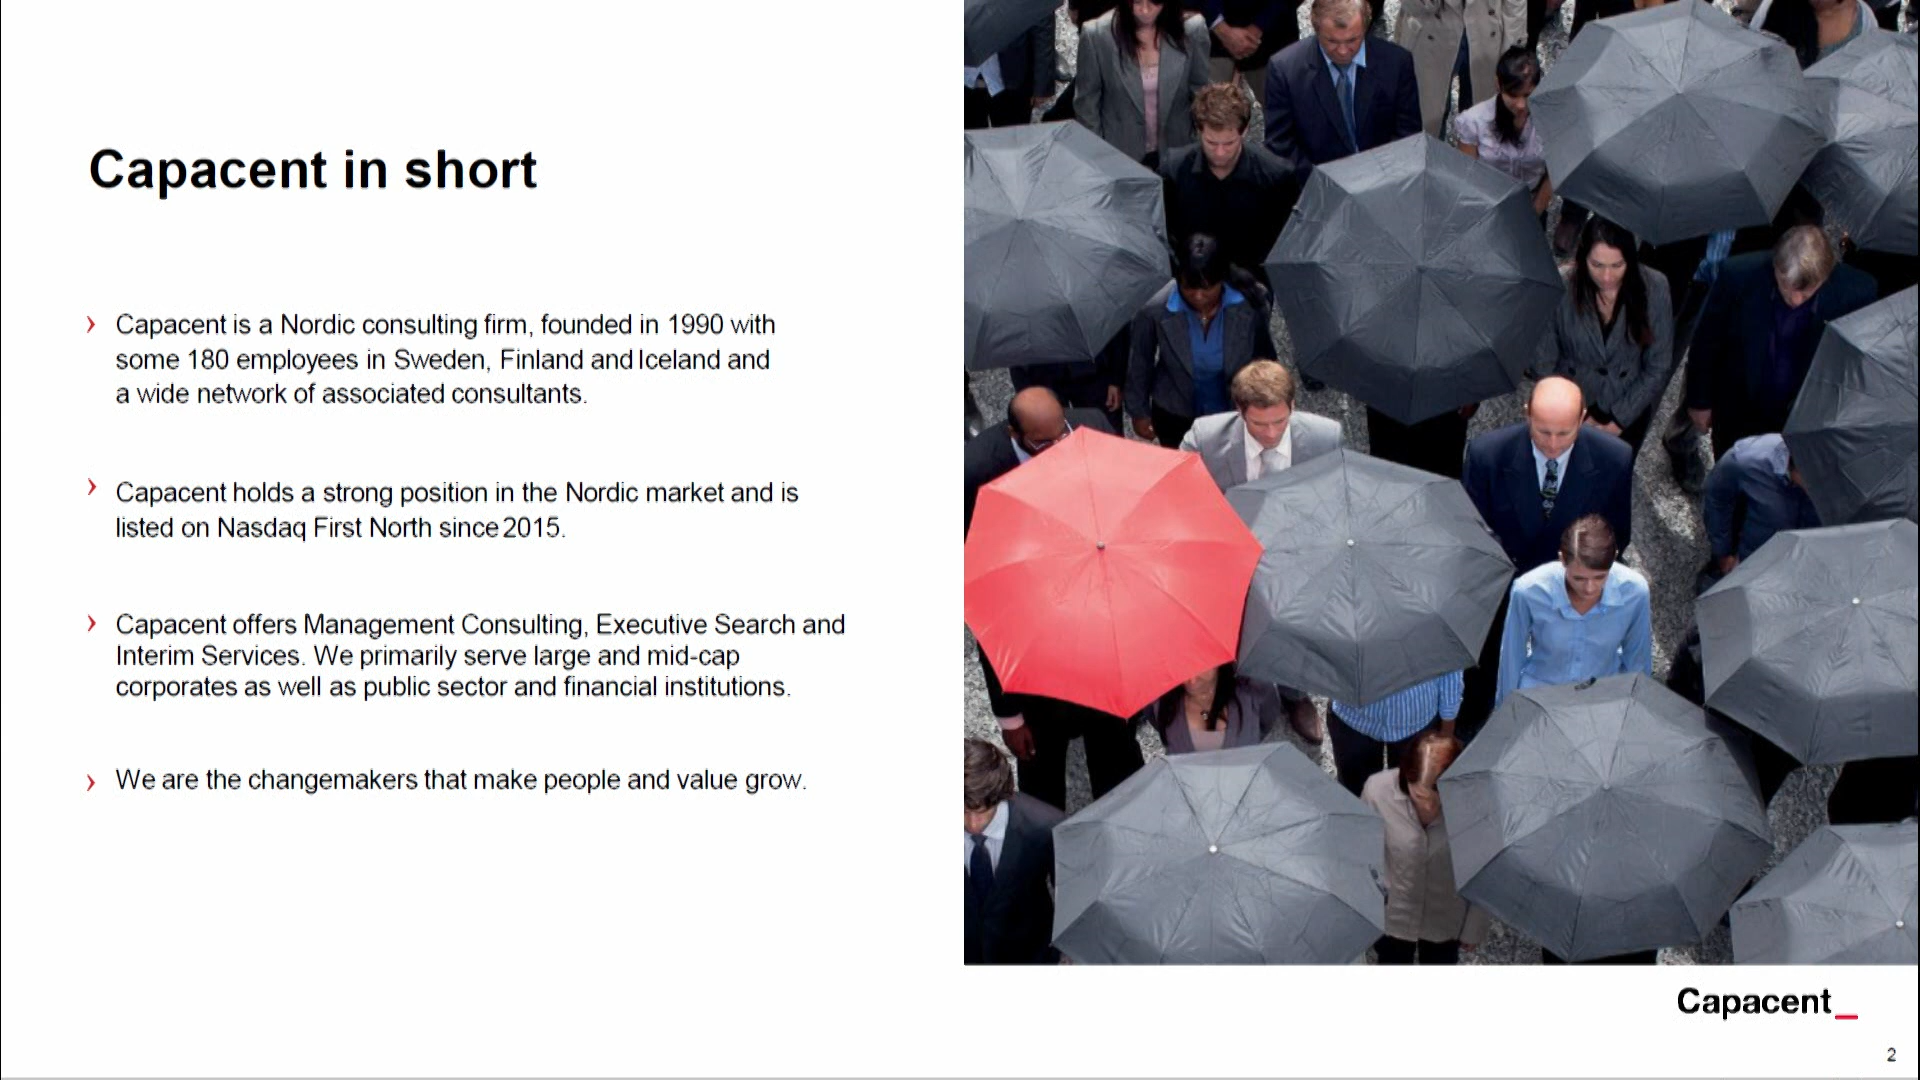 Capacent in short
Capacent is a Nordic consulting firm, founded in 1990 with
some 180 employees in Sweden, Finland and Iceland and
a wide network of associated consultants.
Capacent holds a strong position in the Nordic market and is
listed on Nasdaq First North since 2015.
Capacent offers Management Consulting, Executive Search and
Interim Services. We primarily serve large and mid-cap
corporates as well as public sector and financial institutions.
We are the changemakers that make people and value grow.
Capacent_
2